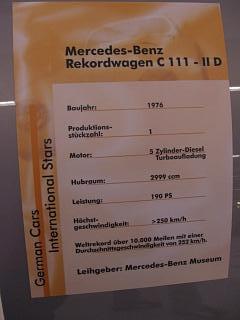 Mercedes-Benz
Rekordwagen C 111 - II D
Baujahr: 1976
Produktions-
stückzahl: 1
Motor: 5 Zylinder-Diesel
Turboaufladung
Hubraum: 2999 ccm
Leistung: 190 PS
Höchst-
geschwindigkeit: >250 km/h
Weltrekord über 10.000 Meilen mit einer
Durchschnittsgeschwindigkeit von 252 km/h.
Leihgeber: Mercedes-Benz Museum
German Cars
International Stars